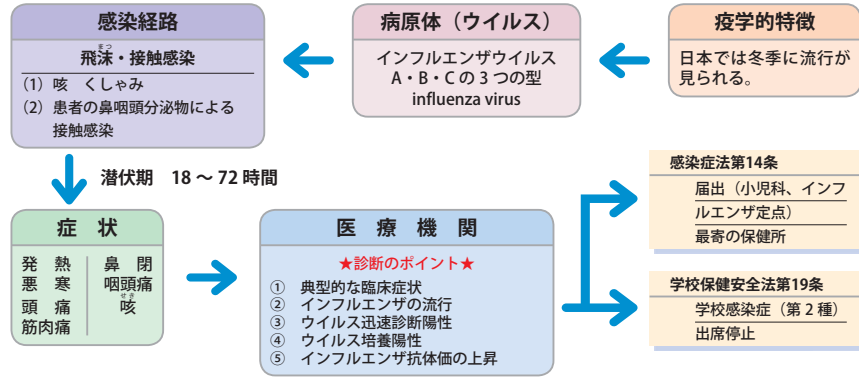 感染経路
飛沫・接触感染
まつ
(1) 咳 くしゃみ
(2) 患者の鼻咽頭分泌物による
接触感染
病原体（ウイルス）
インフルエンザウイルス
A・B・Cの3つの型
influenza virus
疫学的特徴
日本では冬季に流行が
見られる。
潜伏期 18～72時間
症 状
発 熱 鼻 閉
悪 寒 咽頭痛
せき
頭 痛 咳
筋肉痛
医 療 機 関
★診断のポイント★
① 典型的な臨床症状
② インフルエンザの流行
③ ウイルス迅速診断陽性
④ ウイルス培養陽性
⑤ インフルエンザ抗体価の上昇
感染症法第14条
届出（小児科、インフ
ルエンザ定点）
最寄の保健所
学校保健安全法第19条
学校感染症（第2種）
出席停止